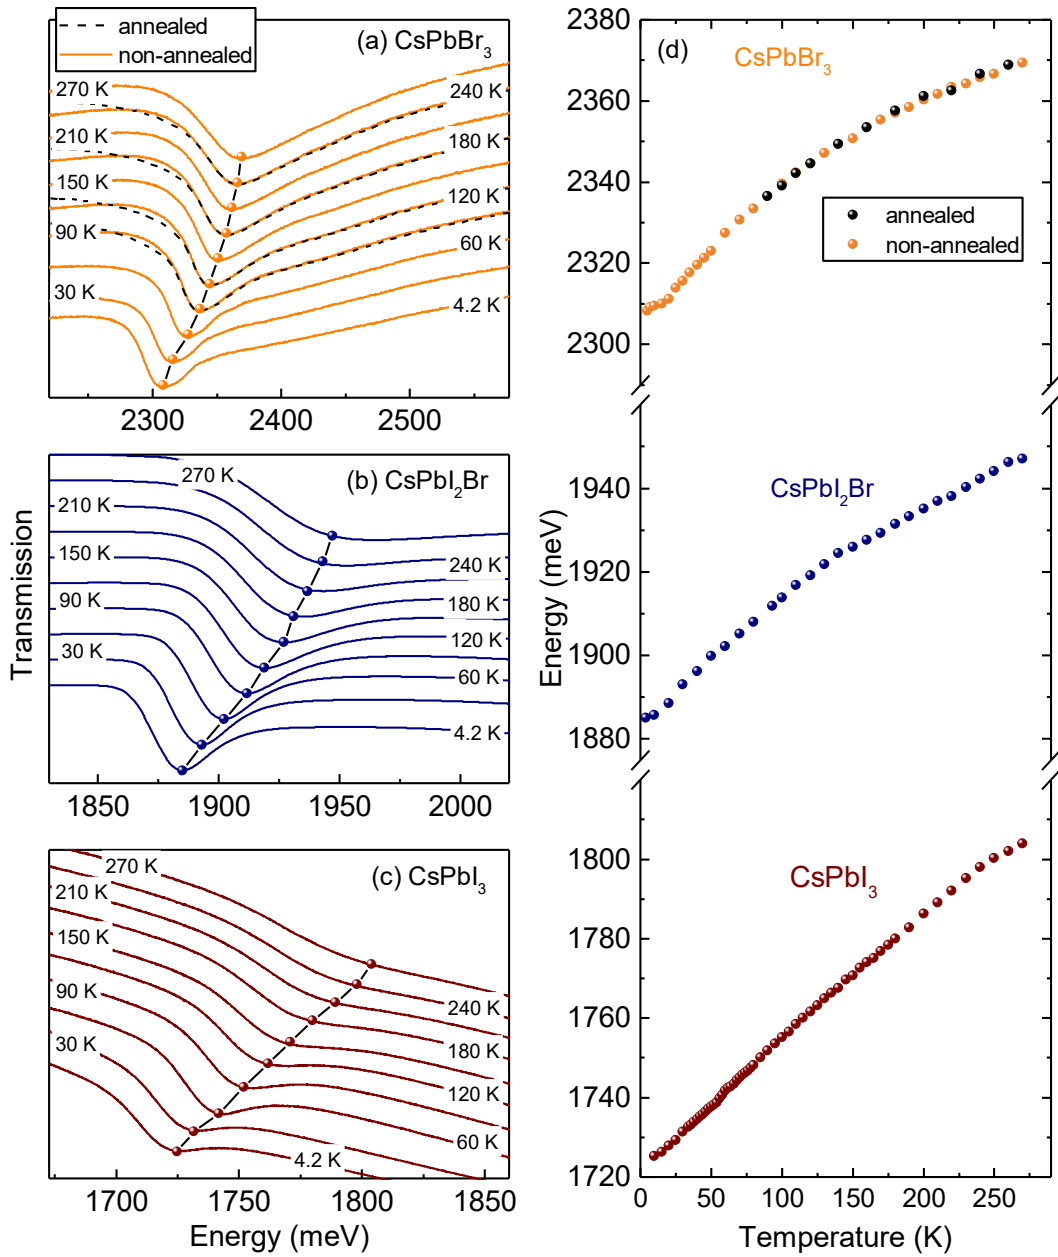 annealed
non-annealed
(a) CsPbBr3
270 K
240 K
210 K
180 K
150 K
120 K
90 K
60 K
30 K
4.2 K
2300
2400
2500
(b) CsPbI2Br
270 K
210 K
240 K
150 K
180 K
90 K
120 K
30 K
60 K
4.2 K
1850
1900
1950
2000
Transmission
(c) CsPbI3
270 K
210 K
150 K
240 K
90 K
180 K
30 K
120 K
60 K
4.2 K
1700
1750
1800
1850
Energy (meV)
(d)
CsPbBr3
annealed
non-annealed
2380
2360
2340
2320
2300
CsPbI2Br
1940
1920
1900
1880
Energy (meV)
CsPbI3
1800
1780
1760
1740
1720
0
50
100
150
200
250
Temperature (K)